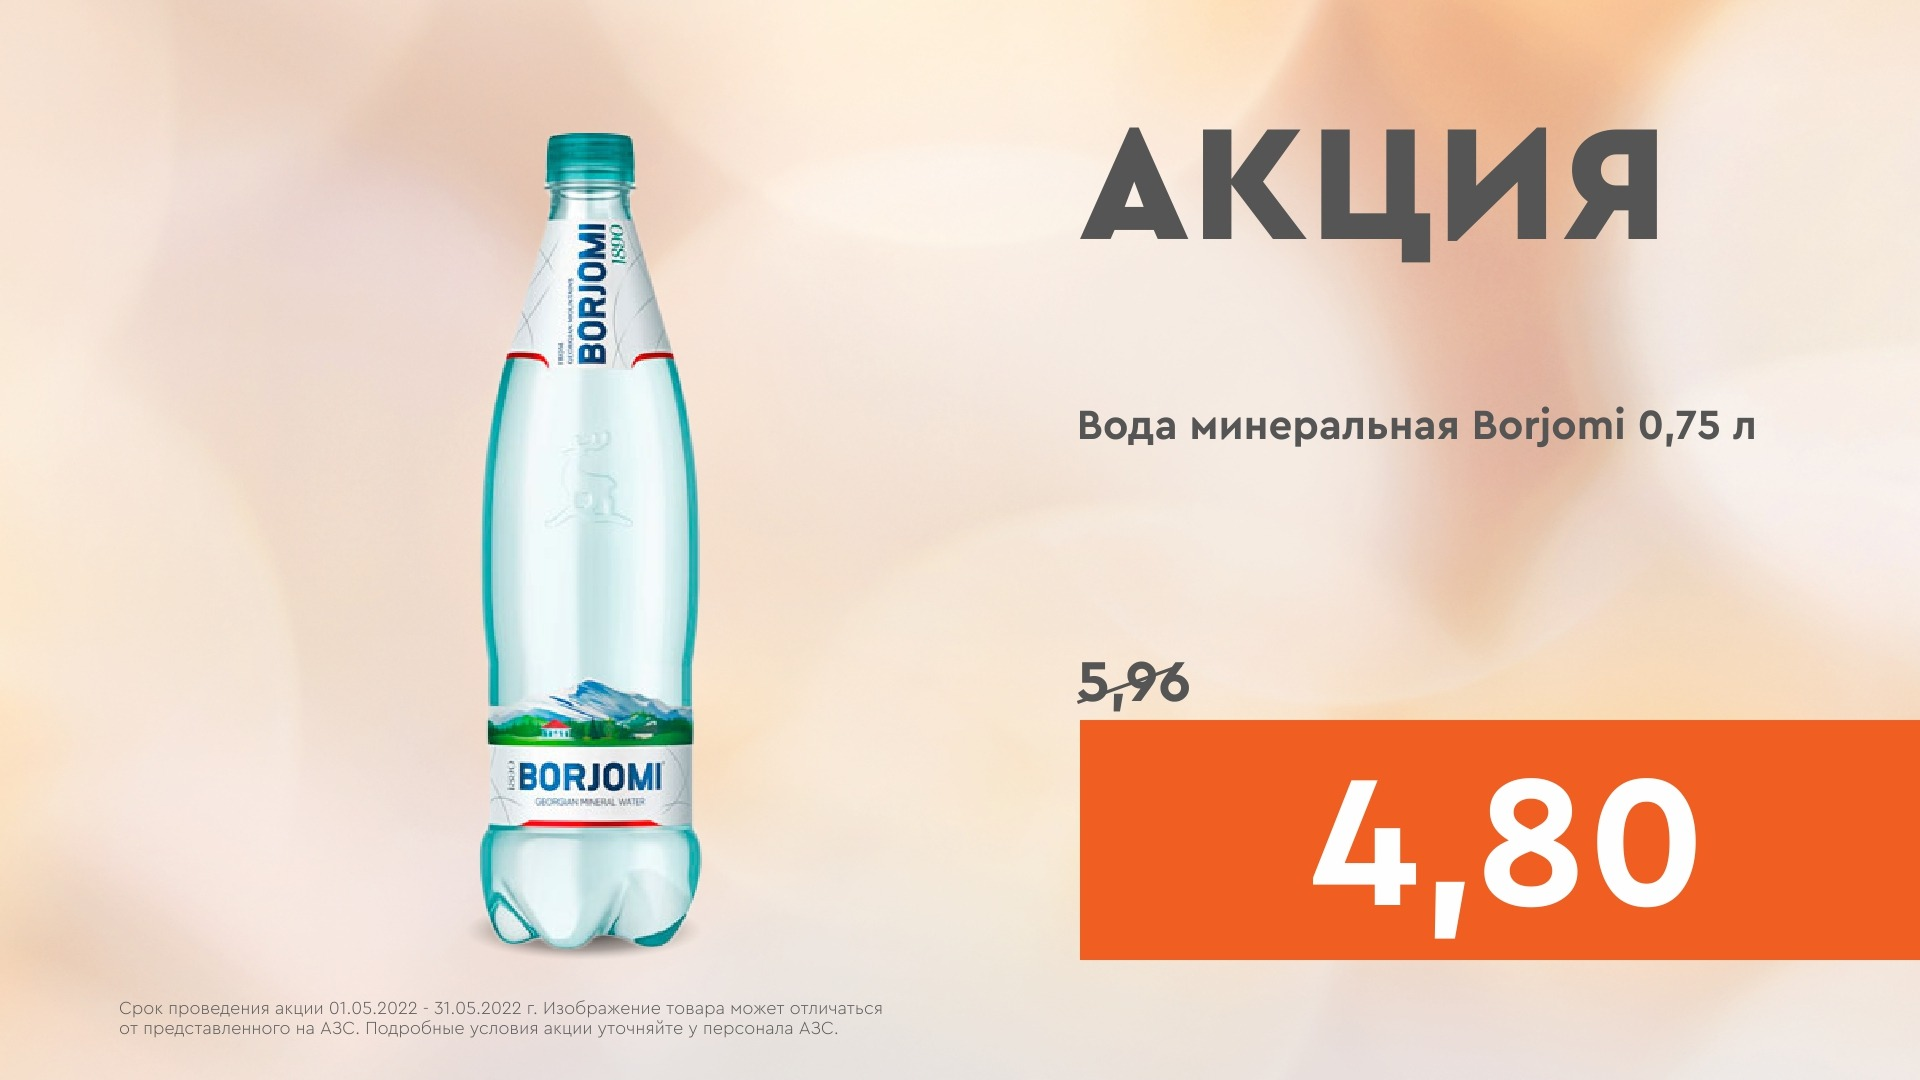 АКЦИЯ
Вода минеральная Borjomi 0,75 л
5,96
4,80
BORJOMI
1890
1890
BORJOMI
GEORGIAN MINERAL WATER
Срок проведения акции 01.05.2022 - 31.05.2022 г. Изображение товара может отличаться
от представленного на АЗС. Подробные условия акции уточняйте у персонала АЗС.